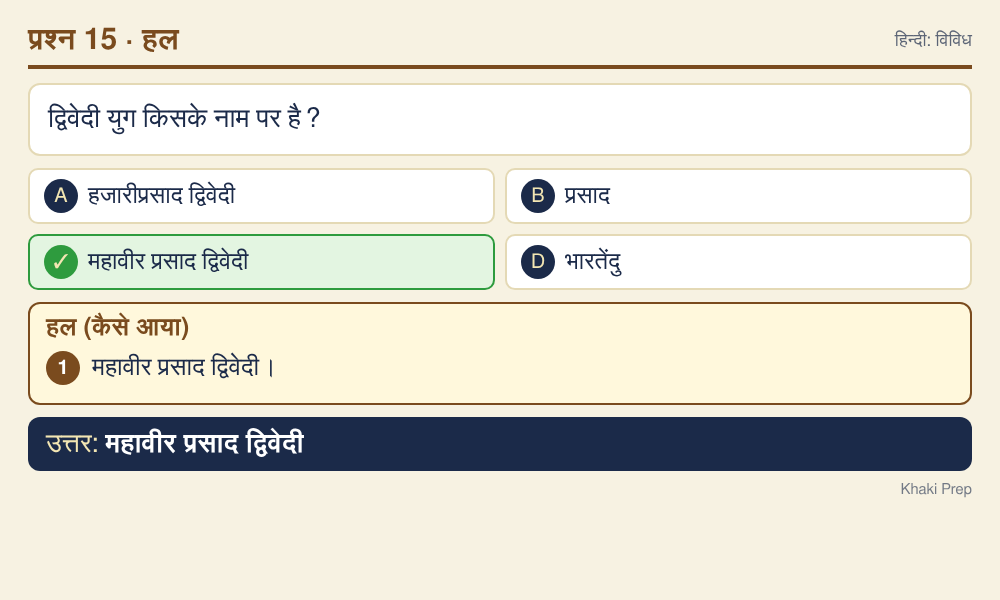 प्रश्न 15 · हल
हिन्दी: विविध
द्विवेदी युग किसके नाम पर है ?
A हजारीप्रसाद द्विवेदी
B प्रसाद
✓ महावीर प्रसाद द्विवेदी
D भारतेंदु
हल (कैसे आया)
1 महावीर प्रसाद द्विवेदी।
उत्तर: महावीर प्रसाद द्विवेदी
Khaki Prep